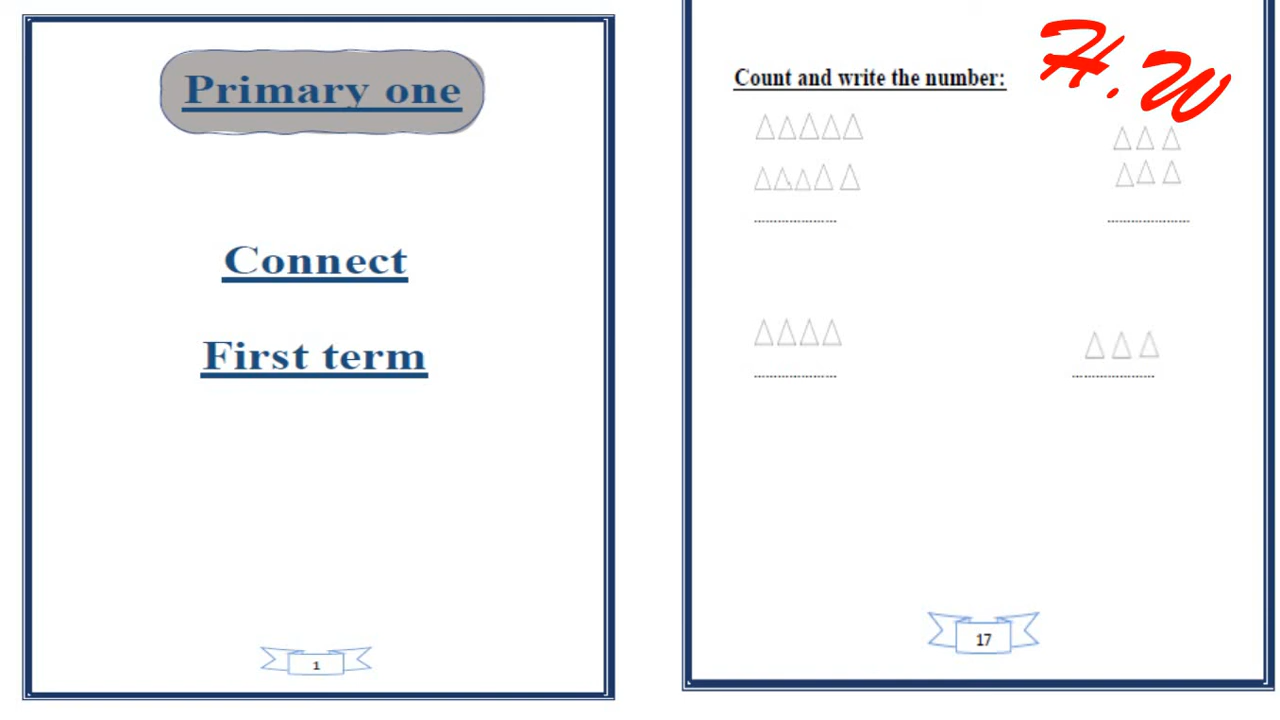 Primary one
Connect
First term
1
H.W
Count and write the number:
17